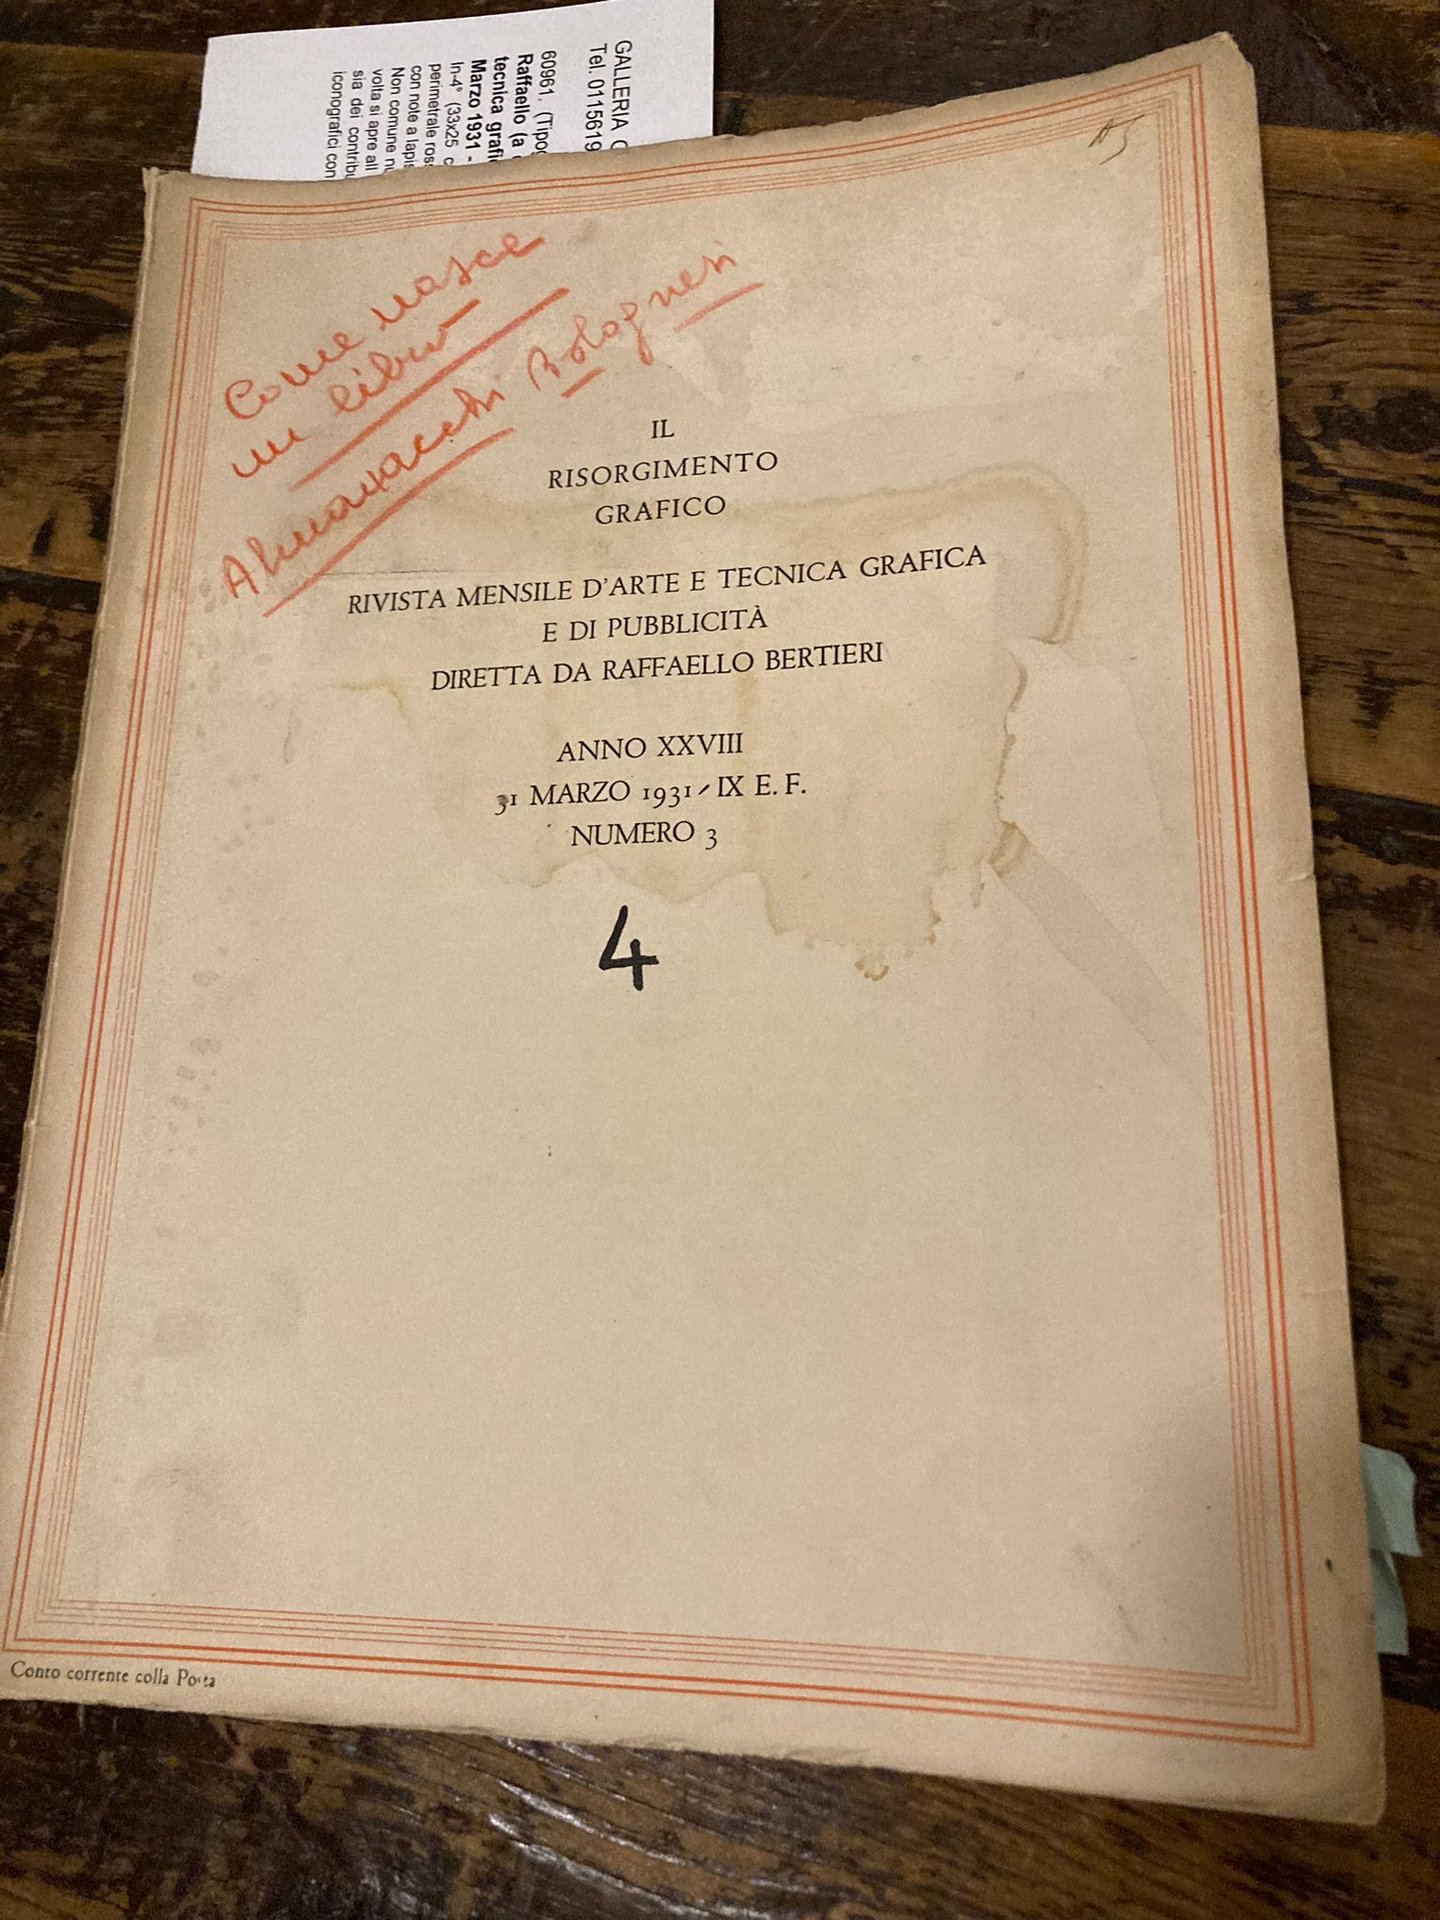 GALLERIA
Tel. 0115619
60961. (Tipog
Raffaello (a
tecnica grafi
Marzo 1931 -
In-4° (33x25
perimetrale ros
con note a lapis
Non comune nu
volta si apre all
sia dei contribu
iconografici con
Come nasce
un libro
Almanacchi Bolognesi
IL
RISORGIMENTO
GRAFICO
RIVISTA MENSILE D'ARTE E TECNICA GRAFICA
E DI PUBBLICITÀ
DIRETTA DA RAFFAELLO BERTIERI
ANNO XXVIII
31 MARZO 1931 - IX E. F.
NUMERO 3
4
Conto corrente colla Posta